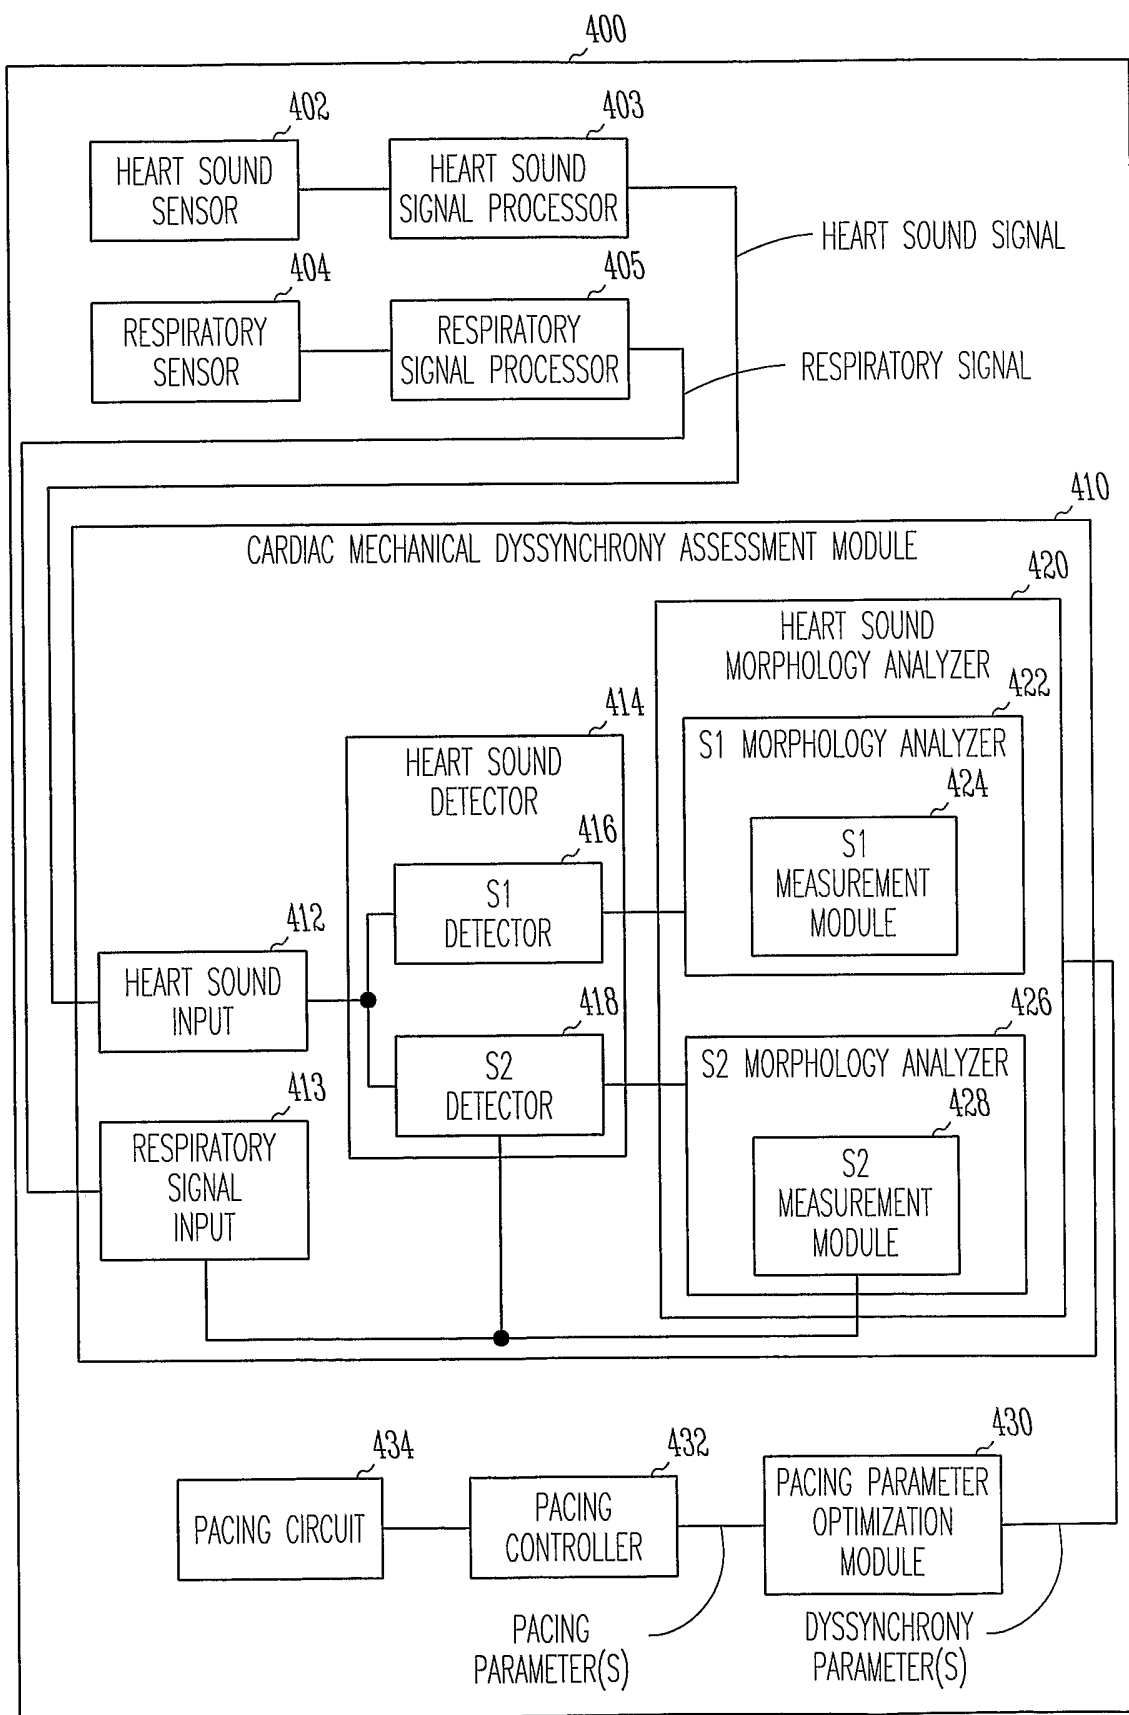 400
402
403
HEART SOUND
SENSOR
HEART SOUND
SIGNAL PROCESSOR
HEART SOUND SIGNAL
404
405
RESPIRATORY
SENSOR
RESPIRATORY
SIGNAL PROCESSOR
RESPIRATORY SIGNAL
410
CARDIAC MECHANICAL DYSSYNCHRONY ASSESSMENT MODULE
420
HEART SOUND
MORPHOLOGY ANALYZER
414
HEART SOUND
DETECTOR
422
S1 MORPHOLOGY ANALYZER
424
S1
MEASUREMENT
MODULE
416
S1
DETECTOR
412
HEART SOUND
INPUT
418
S2
DETECTOR
426
S2 MORPHOLOGY ANALYZER
428
S2
MEASUREMENT
MODULE
413
RESPIRATORY
SIGNAL
INPUT
434
PACING CIRCUIT
432
PACING
CONTROLLER
430
PACING PARAMETER
OPTIMIZATION
MODULE
PACING
PARAMETER(S)
DYSSYNCHRONY
PARAMETER(S)